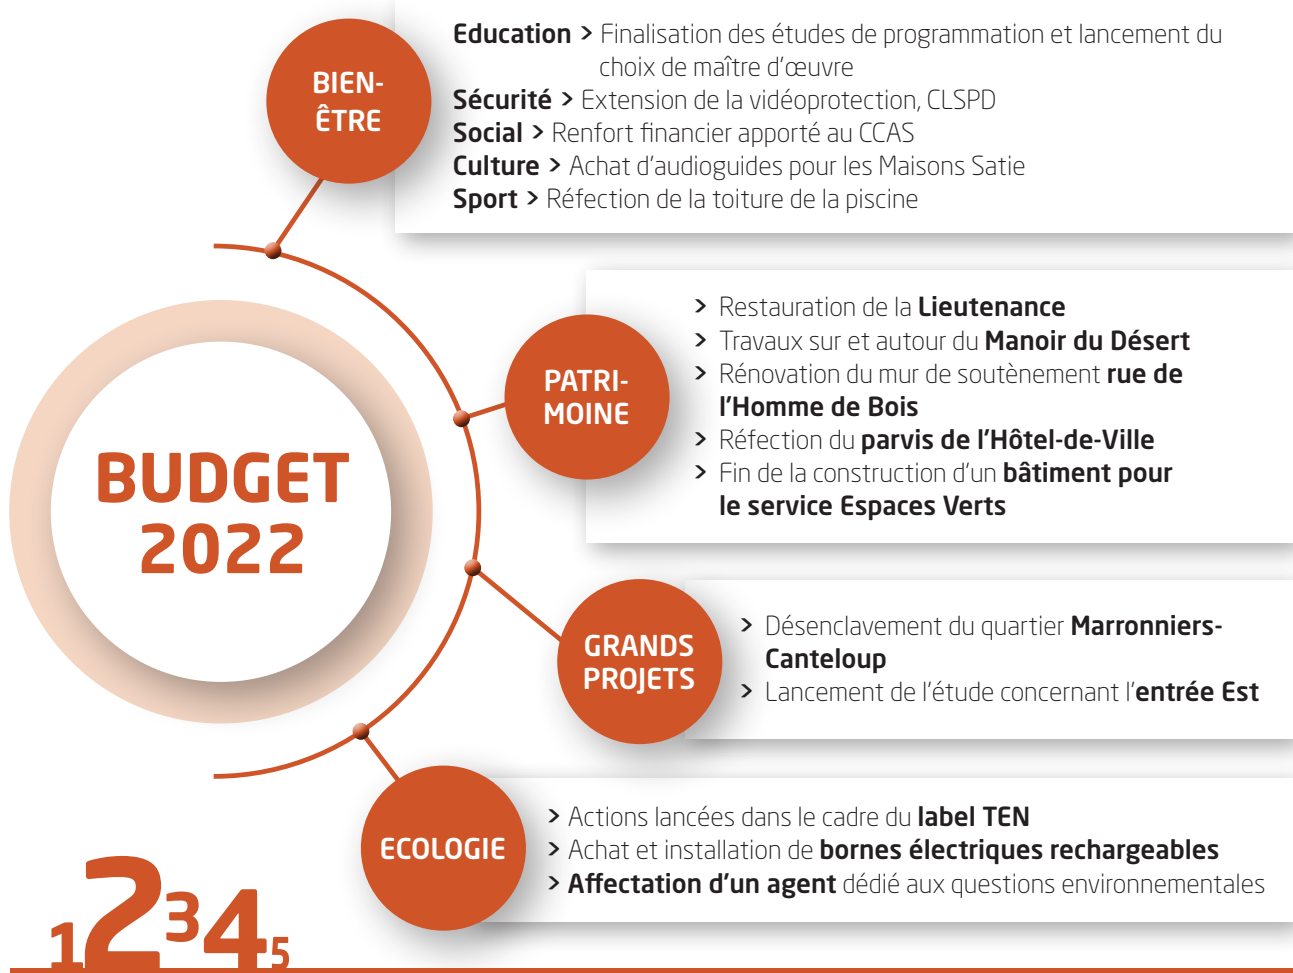 BIEN-
ÊTRE
Education > Finalisation des études de programmation et lancement du
choix de maître d'œuvre
Sécurité > Extension de la vidéoprotection, CLSPD
Social > Renfort financier apporté au CCAS
Culture > Achat d'audioguides pour les Maisons Satie
Sport > Réfection de la toiture de la piscine
BUDGET
2022
PATRI-
MOINE
> Restauration de la Lieutenance
> Travaux sur et autour du Manoir du Désert
> Rénovation du mur de soutènement rue de
l'Homme de Bois
> Réfection du parvis de l'Hôtel-de-Ville
> Fin de la construction d'un bâtiment pour
le service Espaces Verts
GRANDS
PROJETS
> Désenclavement du quartier Marronniers-
Canteloup
> Lancement de l'étude concernant l'entrée Est
ECOLOGIE
> Actions lancées dans le cadre du label TEN
> Achat et installation de bornes électriques rechargeables
> Affectation d'un agent dédié aux questions environnementales
12345